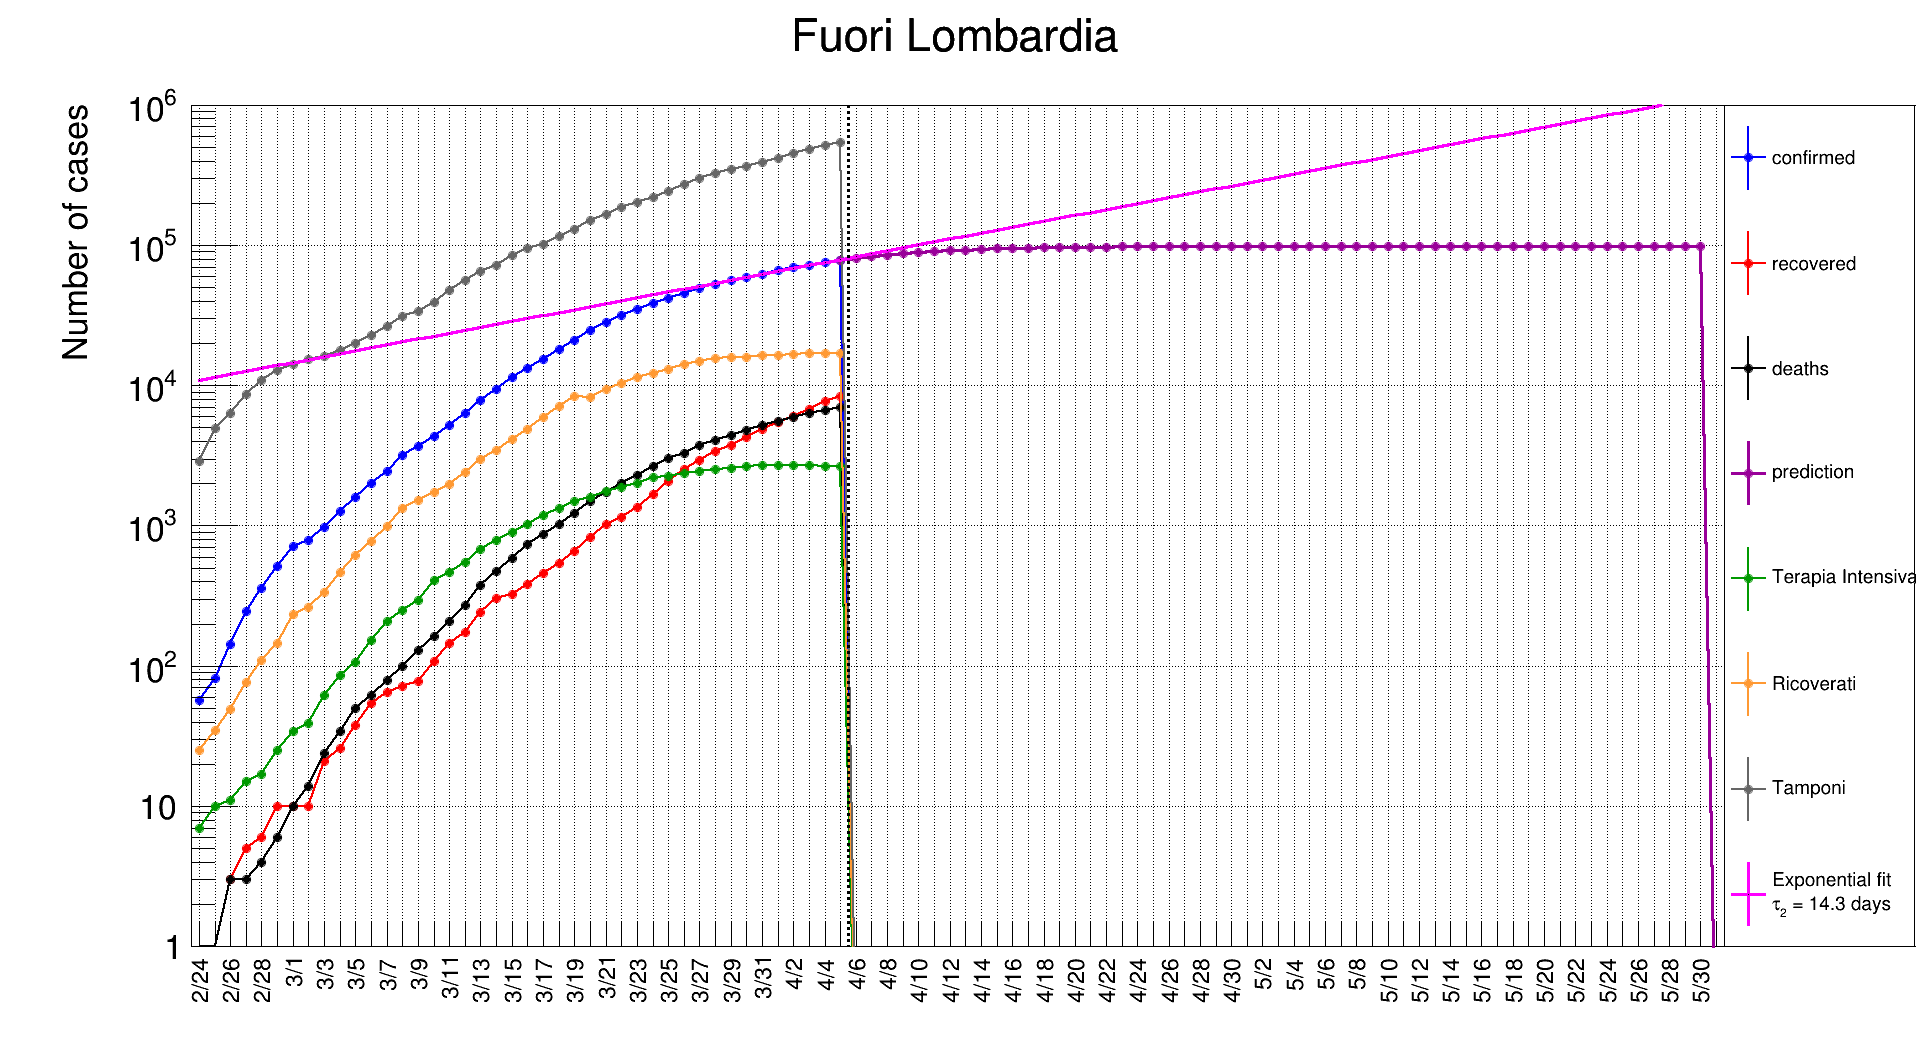 Fuori Lombardia
Number of cases
10^6
10^5
10^4
10^3
10^2
10
1
2/24 2/26 2/28 3/1 3/3 3/5 3/7 3/9 3/11 3/13 3/15 3/17 3/19 3/21 3/23 3/25 3/27 3/29 3/31 4/2 4/4 4/6 4/8 4/10 4/12 4/14 4/16 4/18 4/20 4/22 4/24 4/26 4/28 4/30 5/2 5/4 5/6 5/8 5/10 5/12 5/14 5/16 5/18 5/20 5/22 5/24 5/26 5/28 5/30
confirmed
recovered
deaths
prediction
Terapia Intensiva
Ricoverati
Tamponi
Exponential fit
τ₂ = 14.3 days